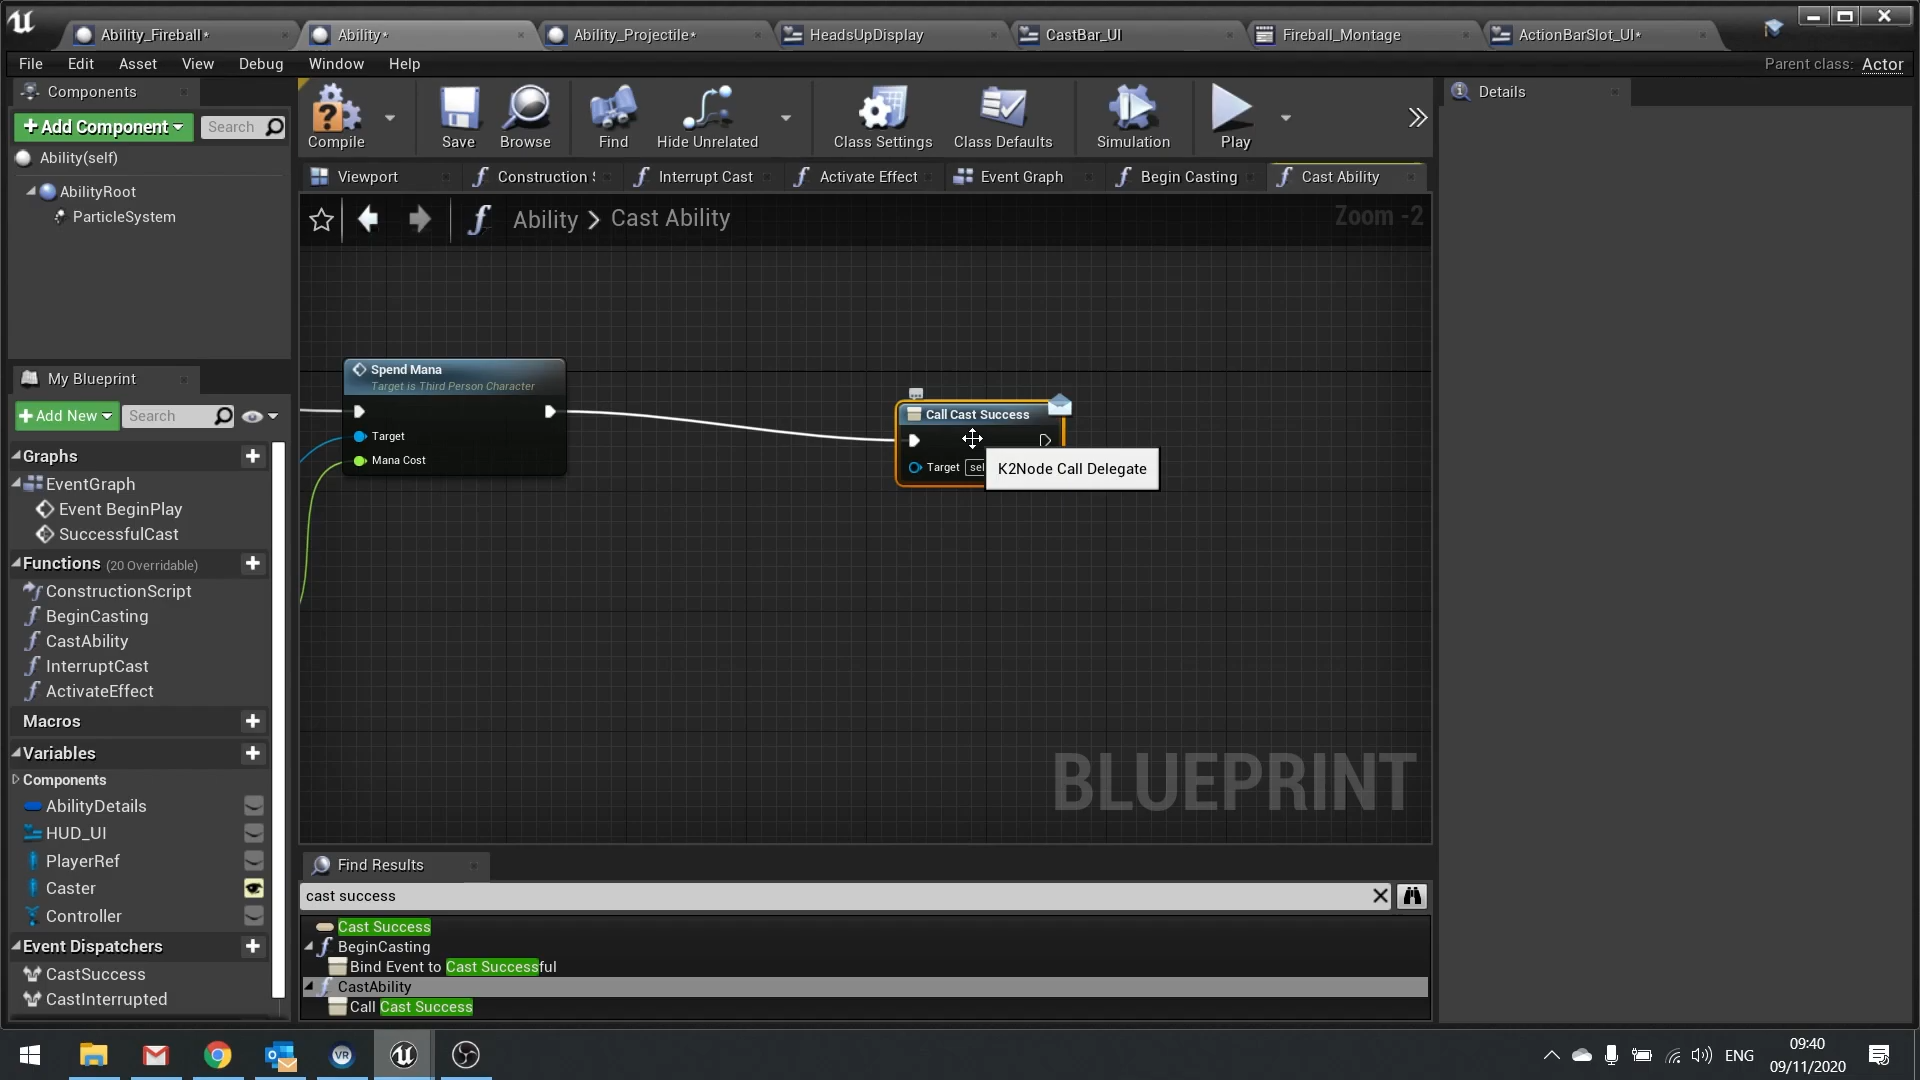 Ability_Fireball*
Ability*
Ability_Projectile*
HeadsUpDisplay
CastBar_UI
Fireball_Montage
ActionBarSlot_UI*
File Edit Asset View Debug Window Help
Parent class: Actor
Components
Details
+Add Component
Search
Compile
Save
Browse
Find
Hide Unrelated
Class Settings
Class Defaults
Simulation
Play
Ability(self)
AbilityRoot
ParticleSystem
Viewport
Construction S
Interrupt Cast
Activate Effect
Event Graph
Begin Casting
Cast Ability
Ability > Cast Ability
Zoom -2
Spend Mana
Target is Third Person Character
Target
Mana Cost
Call Cast Success
Target sel
K2Node Call Delegate
BLUEPRINT
My Blueprint
+Add New
Search
Graphs
EventGraph
Event BeginPlay
SuccessfulCast
Functions (20 Overridable)
ConstructionScript
BeginCasting
CastAbility
InterruptCast
ActivateEffect
Macros
Variables
Components
AbilityDetails
HUD_UI
PlayerRef
Caster
Controller
Event Dispatchers
CastSuccess
CastInterrupted
Find Results
cast success
Cast Success
BeginCasting
Bind Event to Cast Successful
CastAbility
Call Cast Success
VR
ENG
09:40
09/11/2020